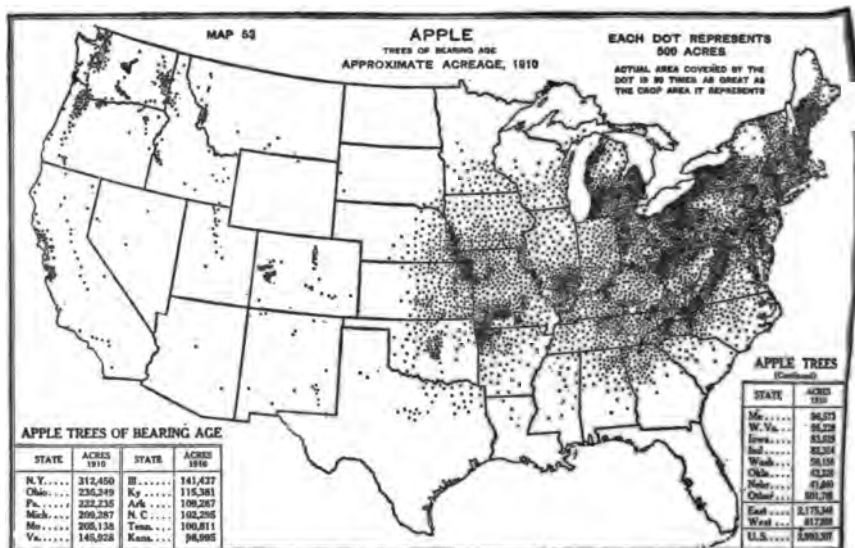 MAP 53
APPLE
TREES OF BEARING AGE
APPROXIMATE ACREAGE, 1910
EACH DOT REPRESENTS
500 ACRES
ACTUAL AREA COVERED BY THE
DOT IS 90 TIMES AS GREAT AS
THE CROP AREA IT REPRESENTS
APPLE TREES OF BEARING AGE
STATE ACRES 1910 STATE ACRES 1910
N.Y. 312,450 Ill. 141,427
Ohio 236,249 Ky 115,381
Pa. 222,235 Ark 109,267
Mich. 209,287 N. C 102,295
Mo 205,138 Tenn. 100,811
Va. 145,928 Kans. 98,995
APPLE TREES
(Continued)
STATE ACRES 1910
Me.
W. Va.
Iowa
Ind
Wash
Okla
Nebr
Other
East
West
U.S.